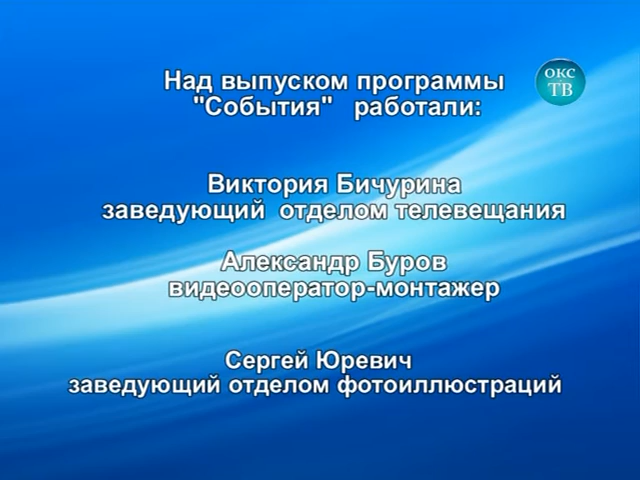 Над выпуском программы
"События" работали:
ОКС
ТВ
Виктория Бичурина
заведующий отделом телевещания
Александр Буров
видеооператор-монтажер
Сергей Юревич
заведующий отделом фотоиллюстраций